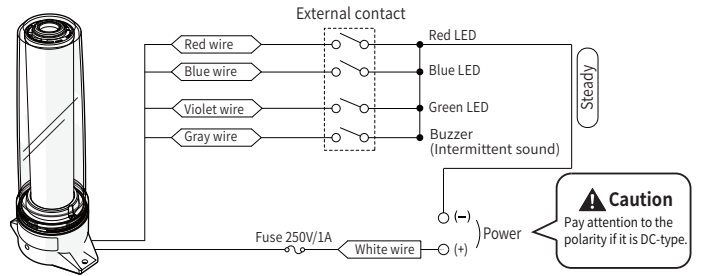 External contact
Red wire
Red LED
Blue wire
Blue LED
Violet wire
Green LED
Gray wire
Buzzer
(Intermittent sound)
Steady
Fuse 250V/1A
White wire
(−)
(+)
Power
Caution
Pay attention to the
polarity if it is DC-type.